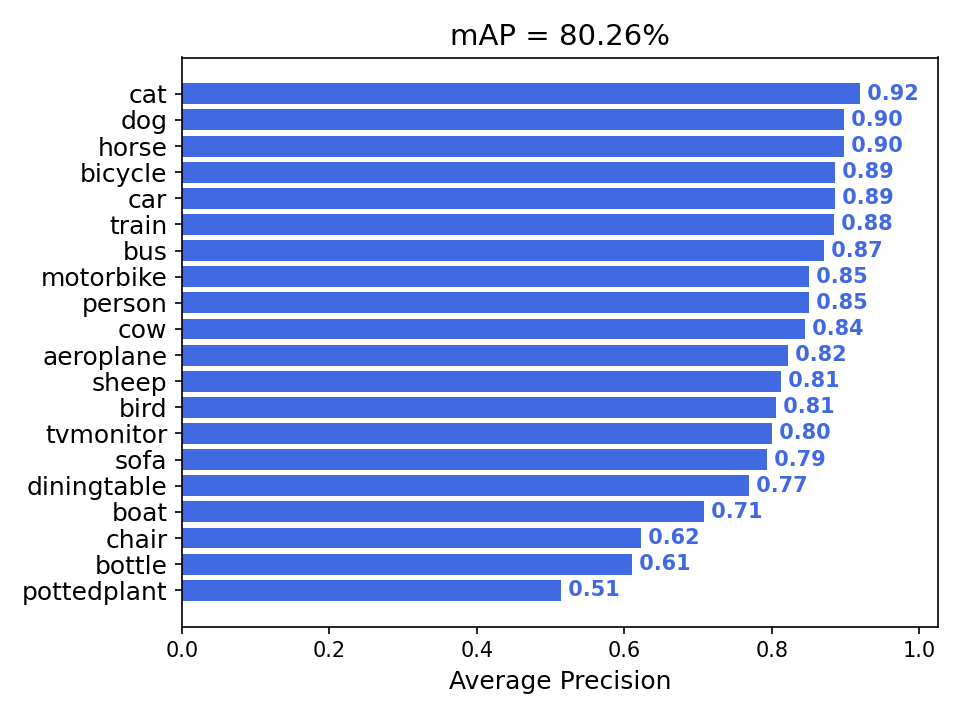 mAP = 80.26%
cat 0.92
dog 0.90
horse 0.90
bicycle 0.89
car 0.89
train 0.88
bus 0.87
motorbike 0.85
person 0.85
cow 0.84
aeroplane 0.82
sheep 0.81
bird 0.81
tvmonitor 0.80
sofa 0.79
diningtable 0.77
boat 0.71
chair 0.62
bottle 0.61
pottedplant 0.51
0.0 0.2 0.4 0.6 0.8 1.0
Average Precision